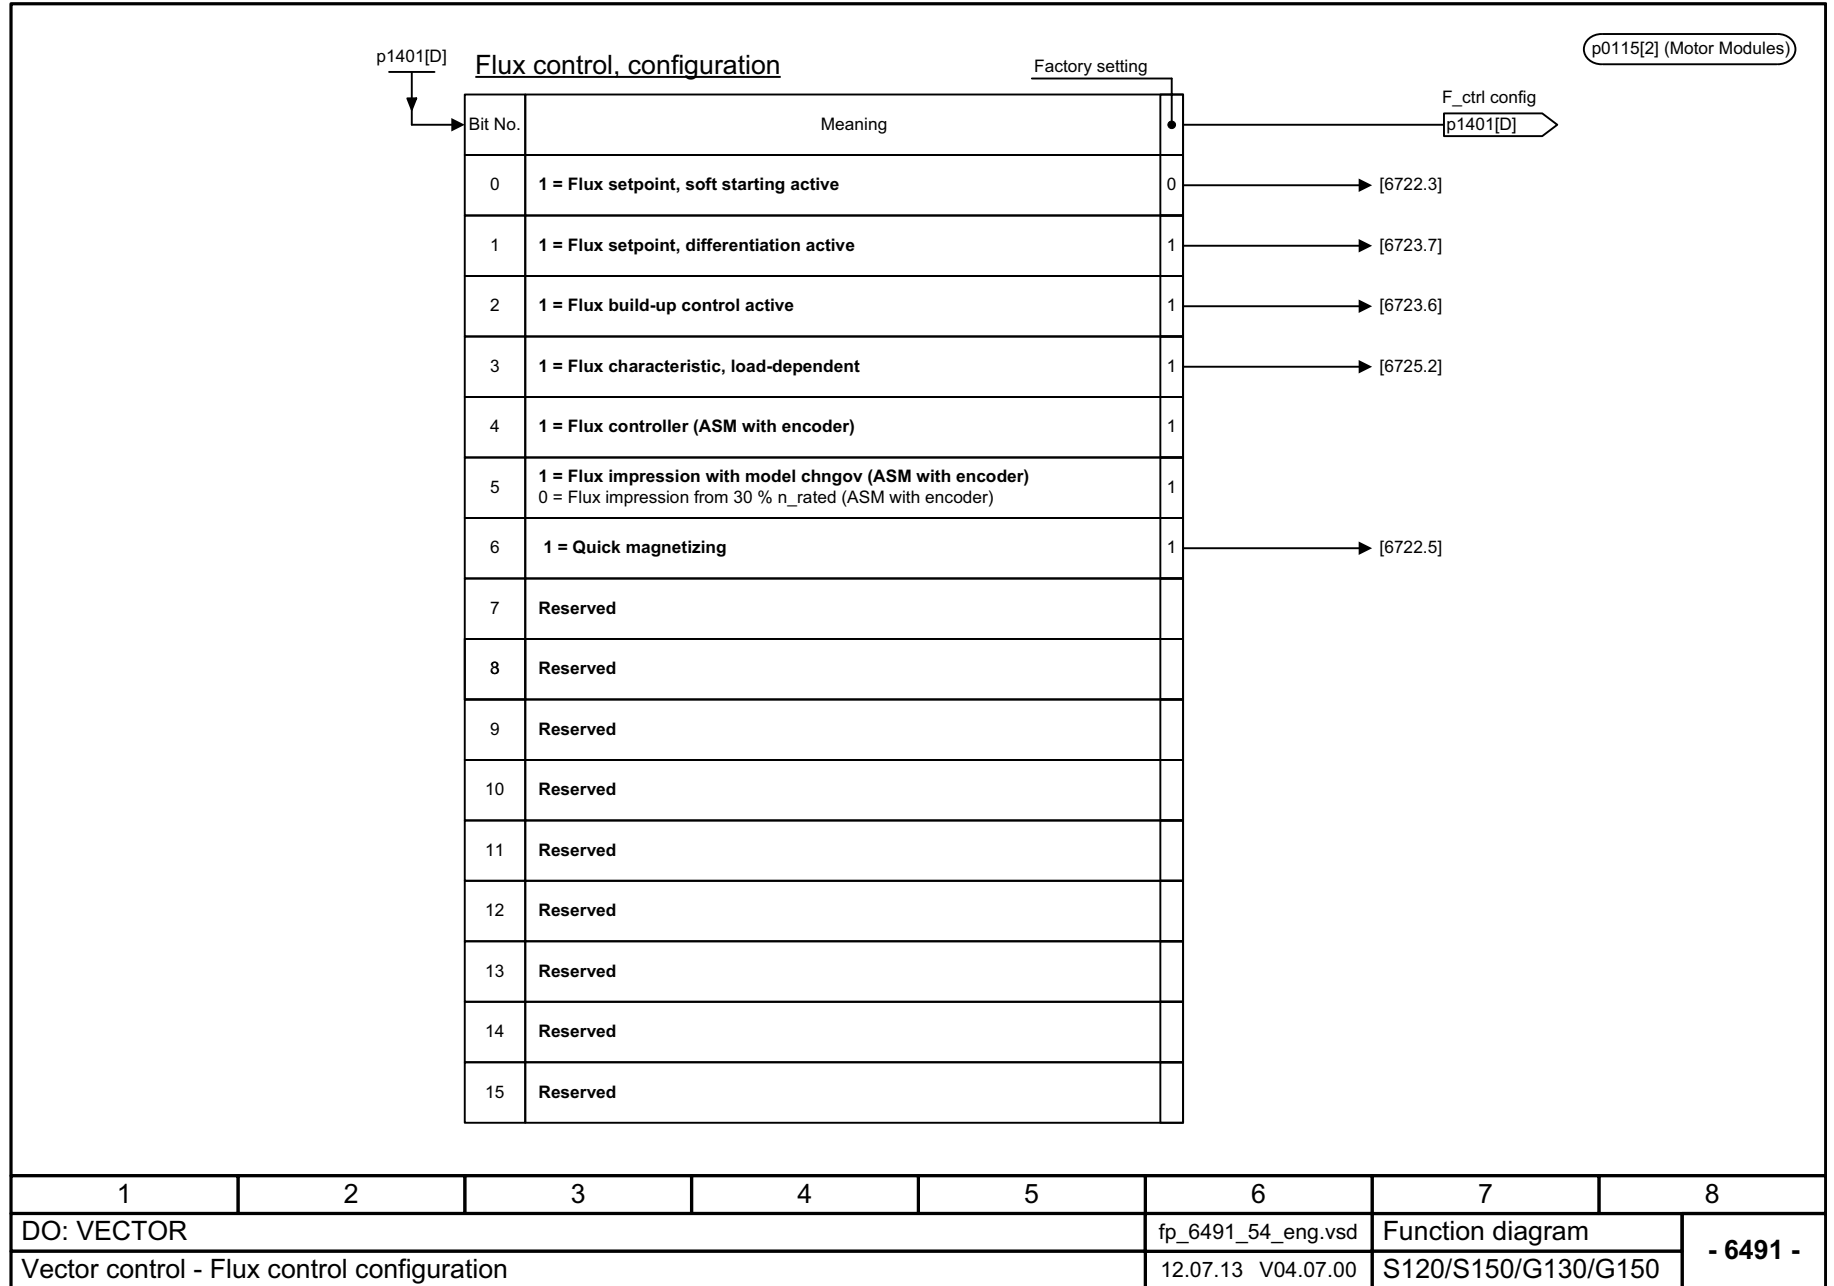 p0115[2] (Motor Modules)
p1401[D]
Flux control, configuration
Factory setting
F_ctrl config
p1401[D]
Bit No. Meaning
0 1 = Flux setpoint, soft starting active 0 [6722.3]
1 1 = Flux setpoint, differentiation active 1 [6723.7]
2 1 = Flux build-up control active 1 [6723.6]
3 1 = Flux characteristic, load-dependent 1 [6725.2]
4 1 = Flux controller (ASM with encoder) 1
5 1 = Flux impression with model chngov (ASM with encoder) 1
0 = Flux impression from 30 % n_rated (ASM with encoder)
6 1 = Quick magnetizing 1 [6722.5]
7 Reserved
8 Reserved
9 Reserved
10 Reserved
11 Reserved
12 Reserved
13 Reserved
14 Reserved
15 Reserved
1 2 3 4 5 6 7 8
DO: VECTOR fp_6491_54_eng.vsd Function diagram
- 6491 -
Vector control - Flux control configuration 12.07.13 V04.07.00 S120/S150/G130/G150